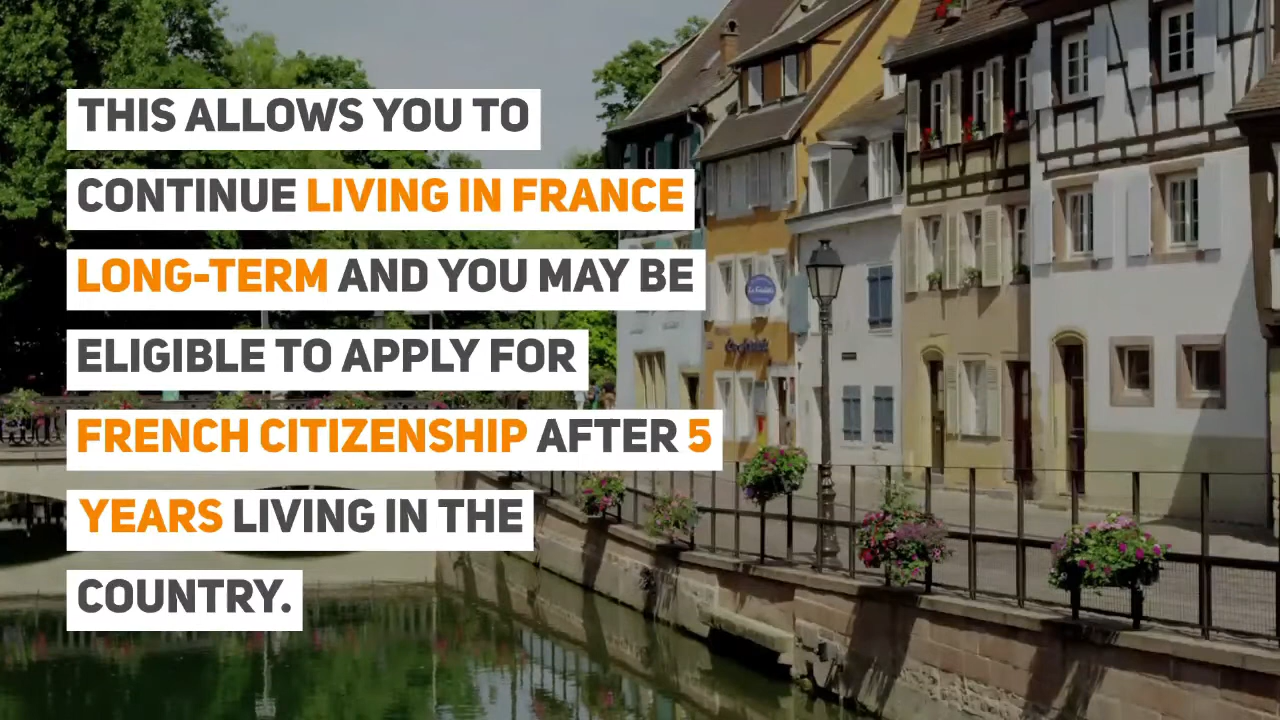 THIS ALLOWS YOU TO
CONTINUE LIVING IN FRANCE
LONG-TERM AND YOU MAY BE
ELIGIBLE TO APPLY FOR
FRENCH CITIZENSHIP AFTER 5
YEARS LIVING IN THE
COUNTRY.